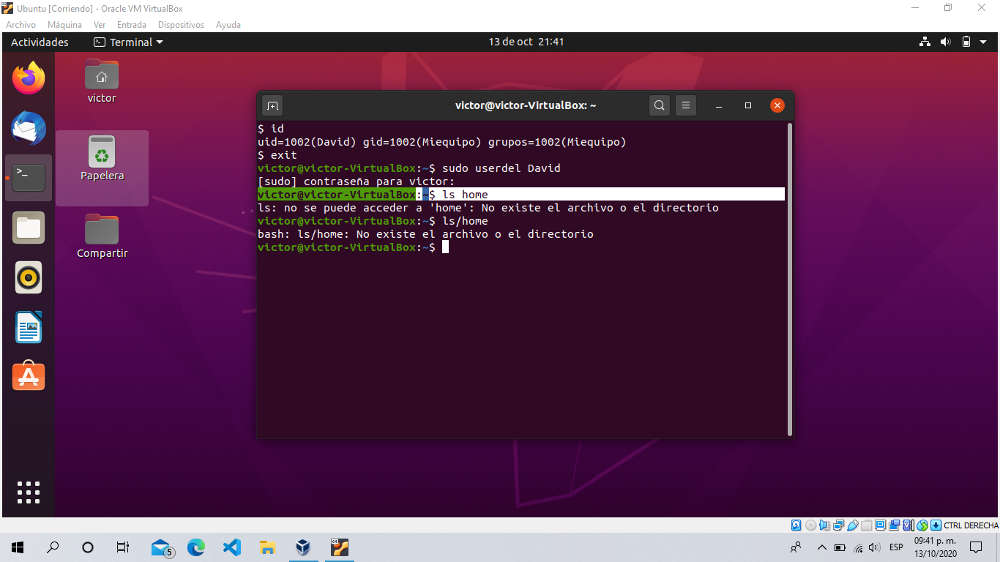 Ubuntu [Corriendo] - Oracle VM VirtualBox
Archivo Máquina Ver Entrada Dispositivos Ayuda
Actividades Terminal 13 de oct 21:41
victor
Papelera
Compartir
victor@victor-VirtualBox: ~
$ id
uid=1002(David) gid=1002(Miequipo) grupos=1002(Miequipo)
$ exit
victor@victor-VirtualBox:~$ sudo userdel David
[sudo] contraseña para victor:
victor@victor-VirtualBox:~$ ls home
ls: no se puede acceder a 'home': No existe el archivo o el directorio
victor@victor-VirtualBox:~$ ls/home
bash: ls/home: No existe el archivo o el directorio
victor@victor-VirtualBox:~$
CTRL DERECHA
5
ESP
09:41 p. m.
13/10/2020